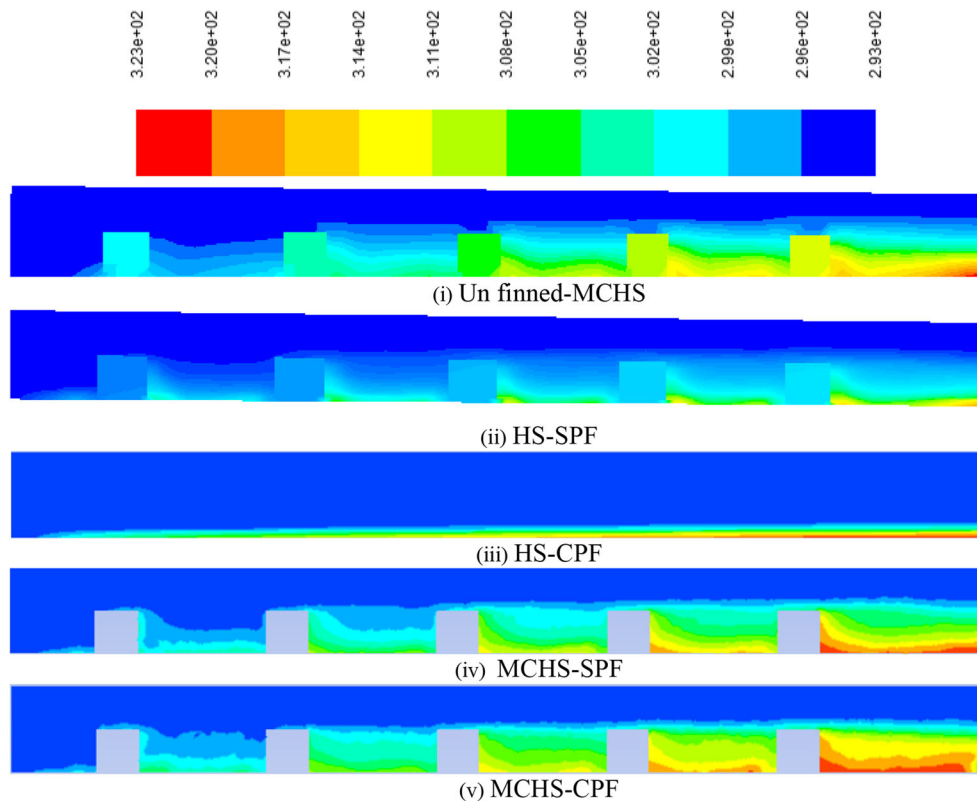 3.23e+02
3.20e+02
3.17e+02
3.14e+02
3.11e+02
3.08e+02
3.05e+02
3.02e+02
2.99e+02
2.96e+02
2.93e+02
(i) Un finned-MCHS
(ii) HS-SPF
(iii) HS-CPF
(iv) MCHS-SPF
(v) MCHS-CPF